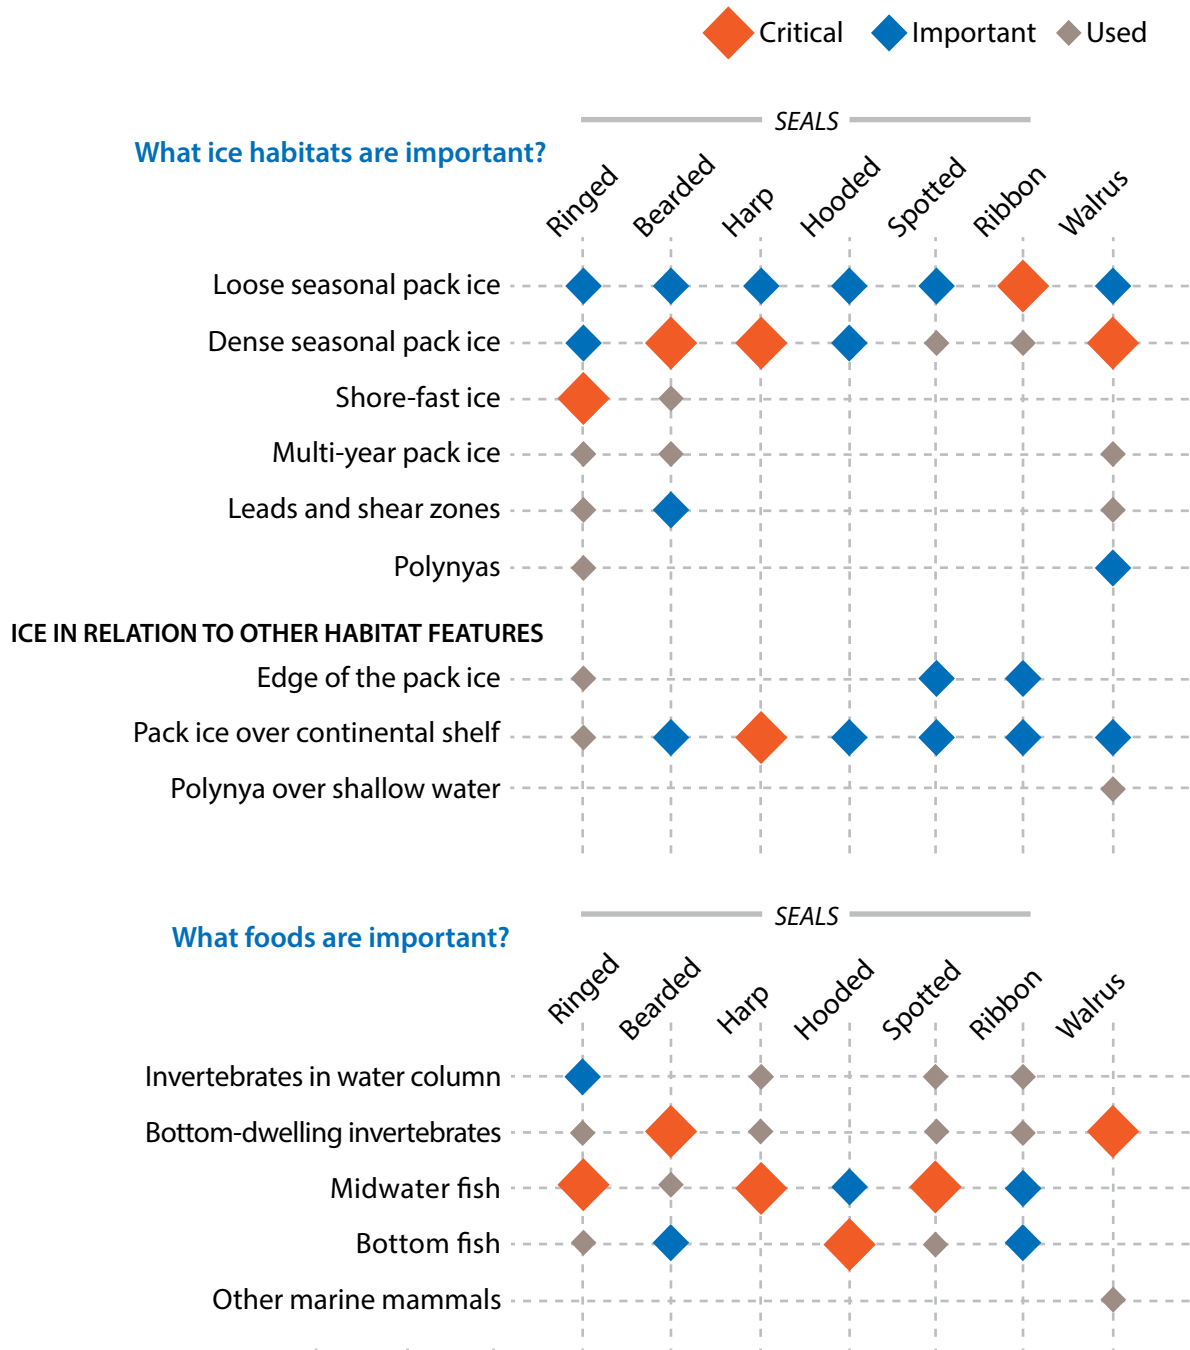 Critical Important Used
SEALS
What ice habitats are important?
Ringed Bearded Harp Hooded Spotted Ribbon Walrus
Loose seasonal pack ice
Dense seasonal pack ice
Shore-fast ice
Multi-year pack ice
Leads and shear zones
Polynyas
ICE IN RELATION TO OTHER HABITAT FEATURES
Edge of the pack ice
Pack ice over continental shelf
Polynya over shallow water
SEALS
What foods are important?
Ringed Bearded Harp Hooded Spotted Ribbon Walrus
Invertebrates in water column
Bottom-dwelling invertebrates
Midwater fish
Bottom fish
Other marine mammals